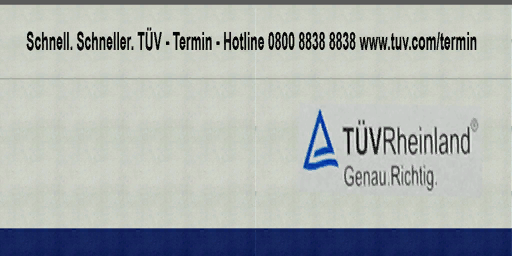 Schnell. Schneller. TÜV - Termin - Hotline 0800 8838 8838 www.tuv.com/termin
TÜVRheinland®
Genau.Richtig.